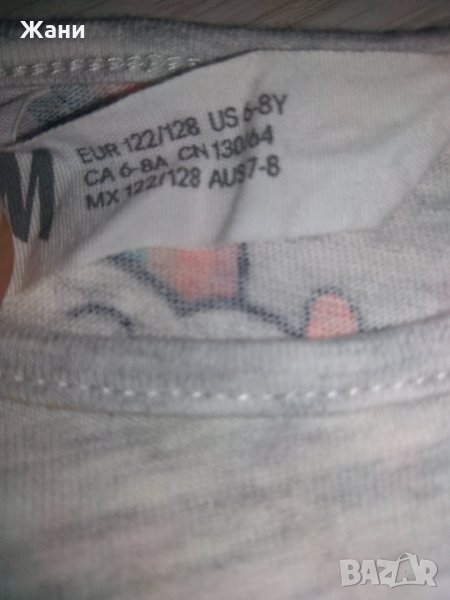 Жани
EUR 122/128 US 6-8Y
CA 6-8A CN 130/64
MX 122/128 AUS 7-8
M
BAZAR